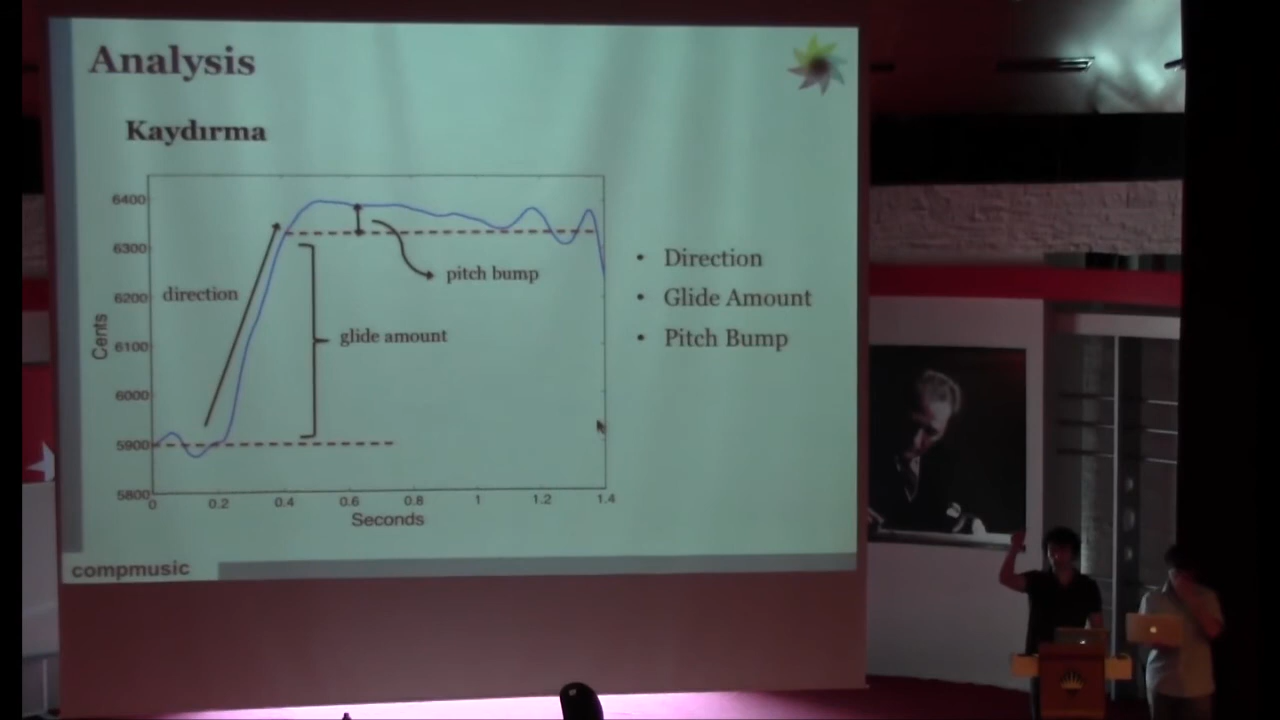 Analysis
Kaydırma
6400
6300
6200
6100
6000
5900
5800
Cents
direction
pitch bump
glide amount
0 0.2 0.4 0.6 0.8 1 1.2 1.4
Seconds
• Direction
• Glide Amount
• Pitch Bump
compmusic